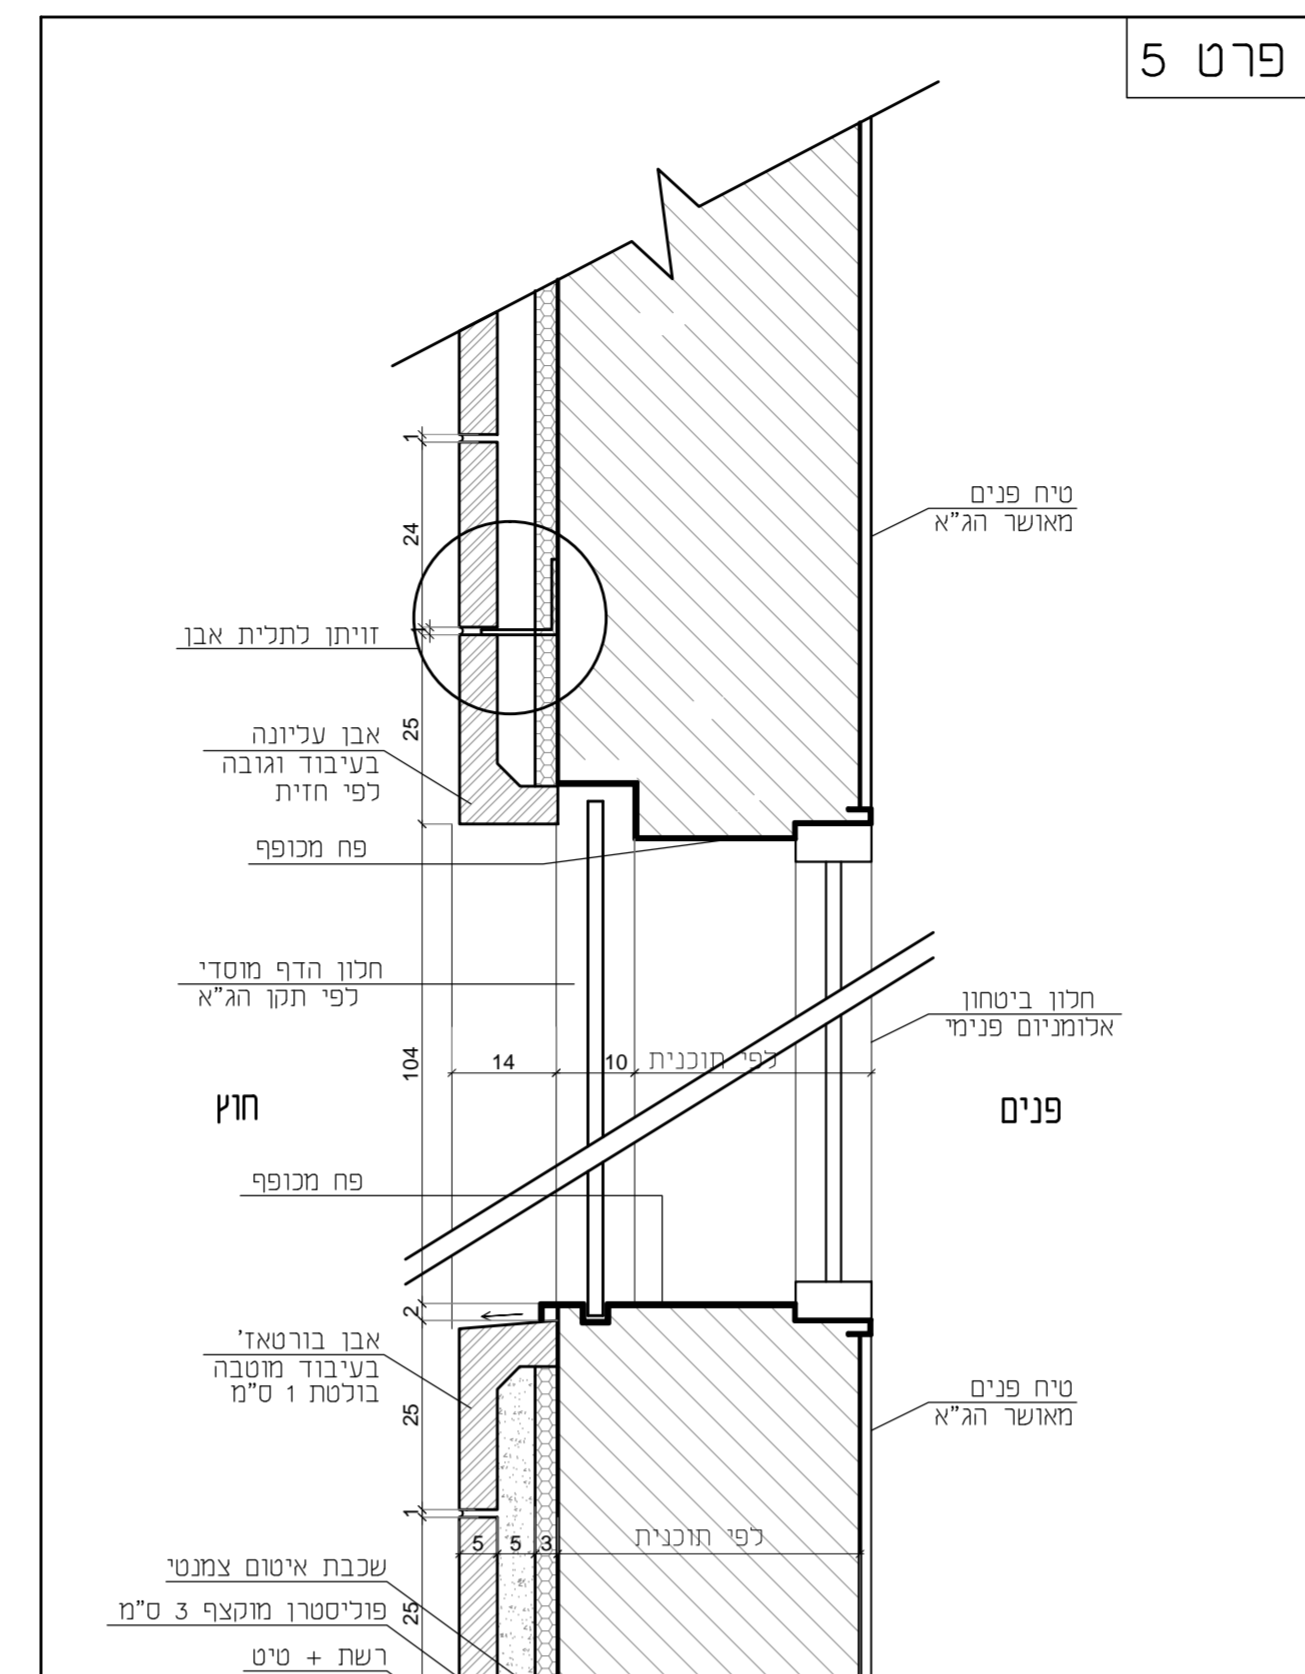 פרט 5
1
טיח פנים
מאושר הג"א
24
זויתן לתלית אבן
1
25
אבן עליונה
בעיבוד וגובה
לפי חזית
פח מכופף
חלון הדף מוסדי
לפי תקן הג"א
חלון ביטחון
אלומניום פנימי
104
14
10
לפי תוכנית
חוץ
פנים
פח מכופף
2
אבן בורטאז'
בעיבוד מוטבה
בולטת 1 ס"מ
25
טיח פנים
מאושר הג"א
1
5
5
3
לפי תוכנית
שכבת איטום צמנטי
פוליסטרן מוקצף 3 ס"מ
25
רשת + טיט